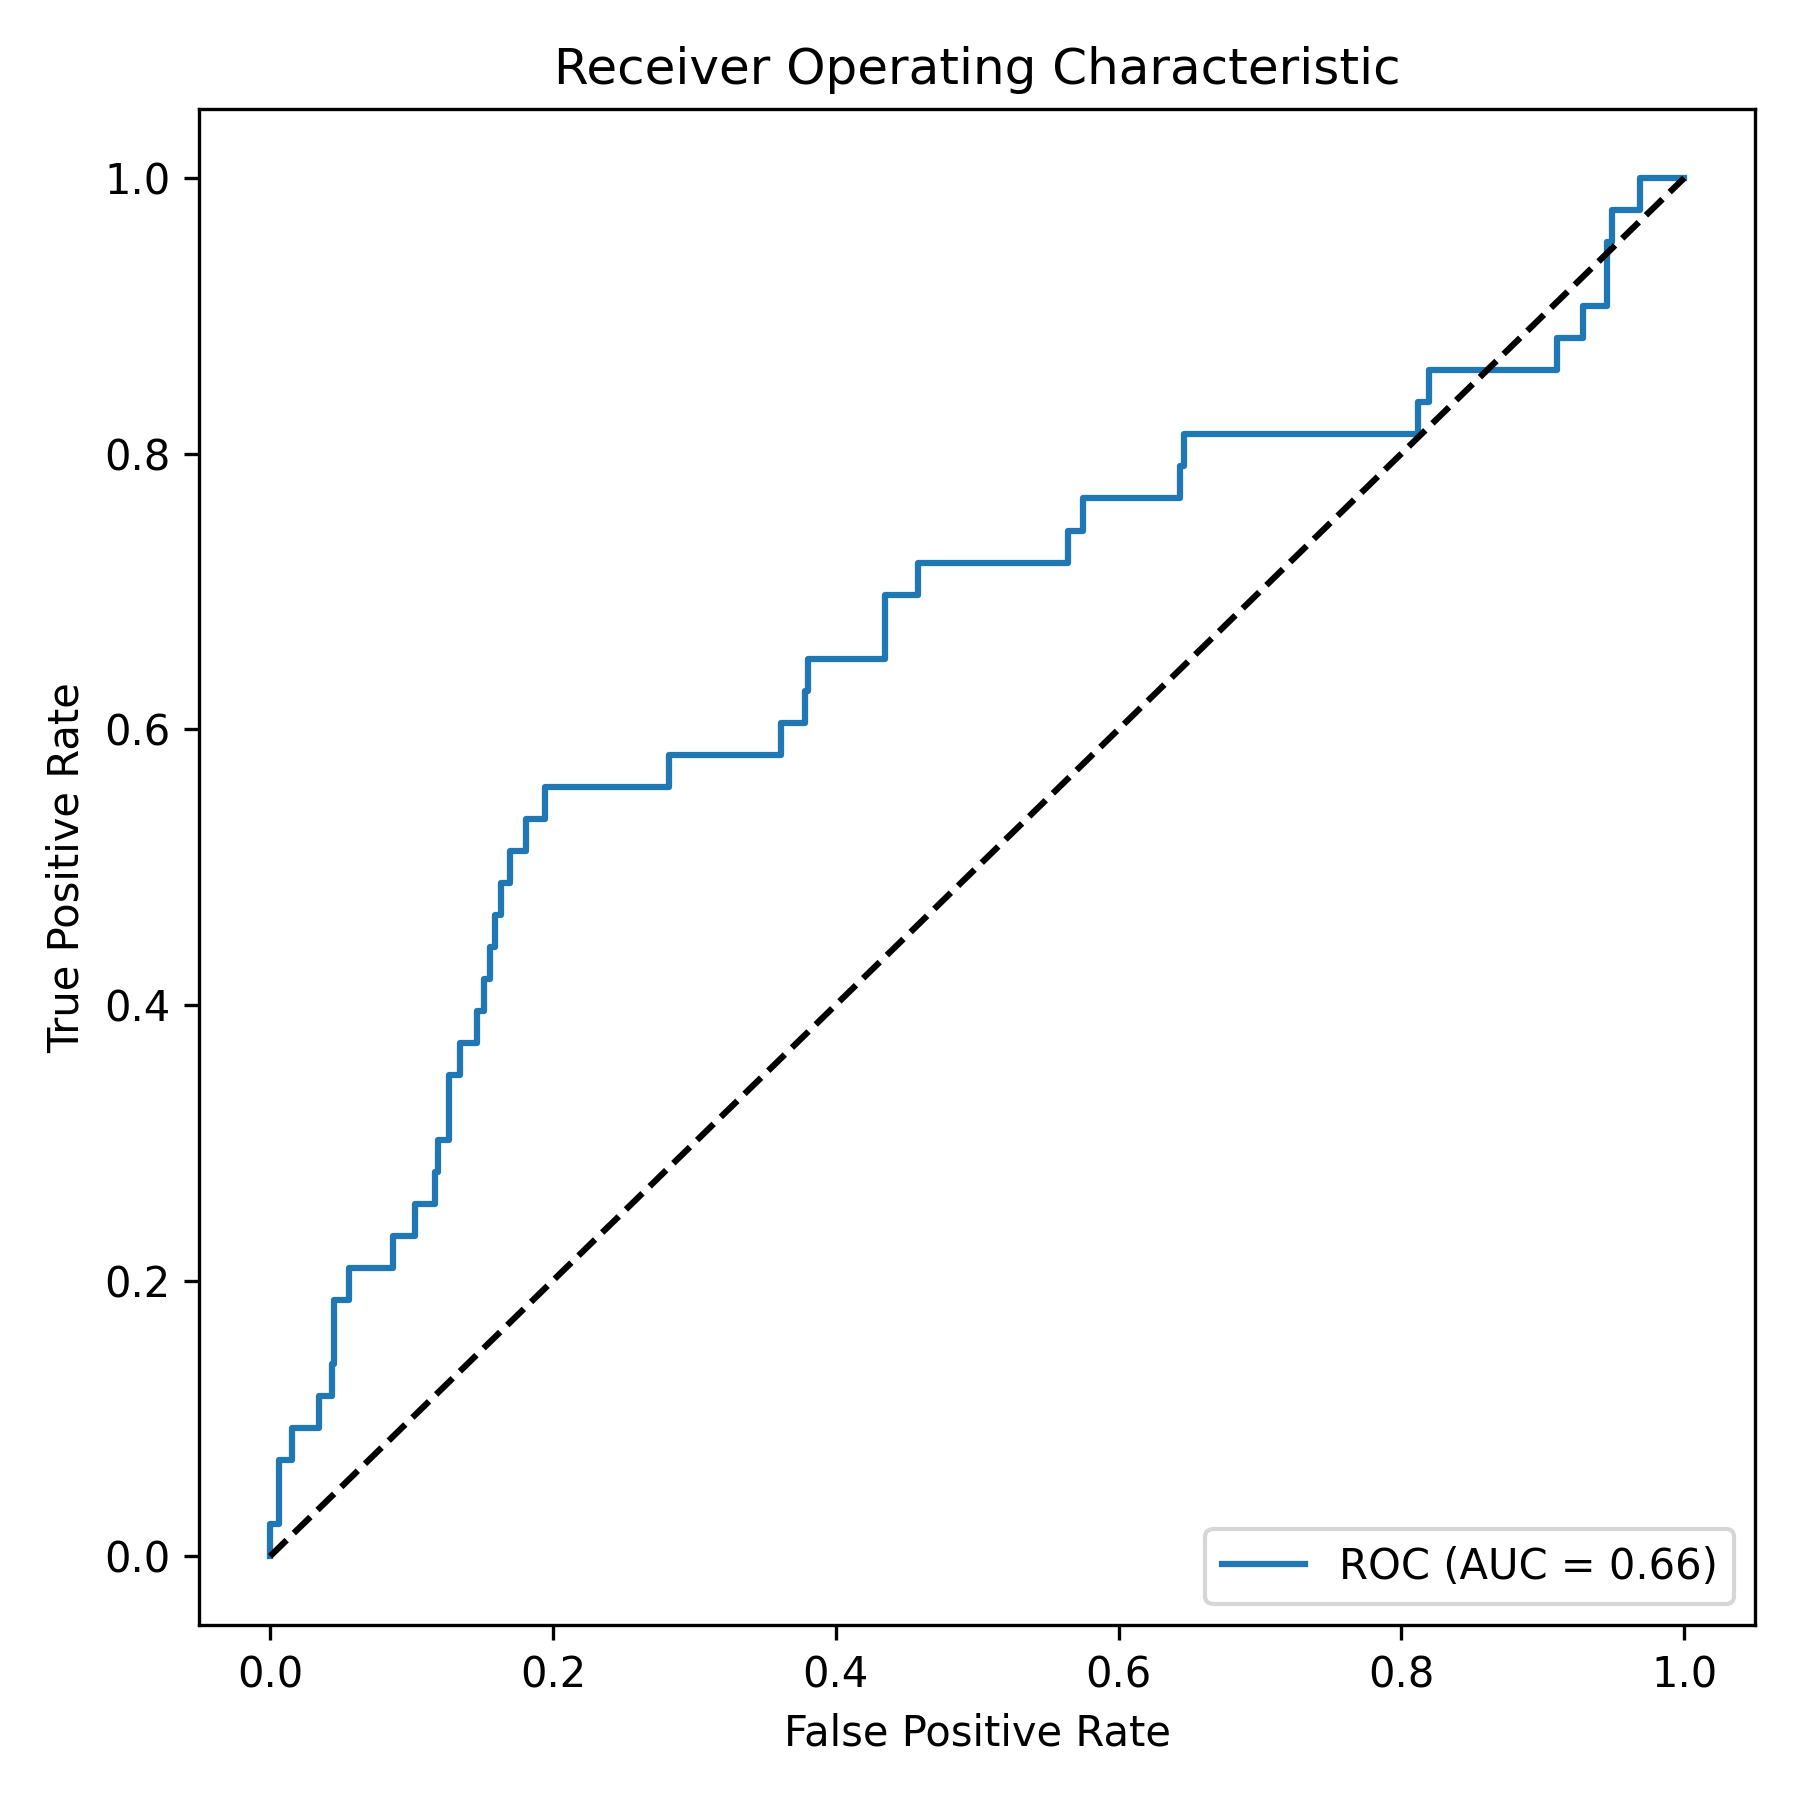 Receiver Operating Characteristic
1.0
0.8
0.6
0.4
0.2
0.0
True Positive Rate
0.0 0.2 0.4 0.6 0.8 1.0
False Positive Rate
ROC (AUC = 0.66)